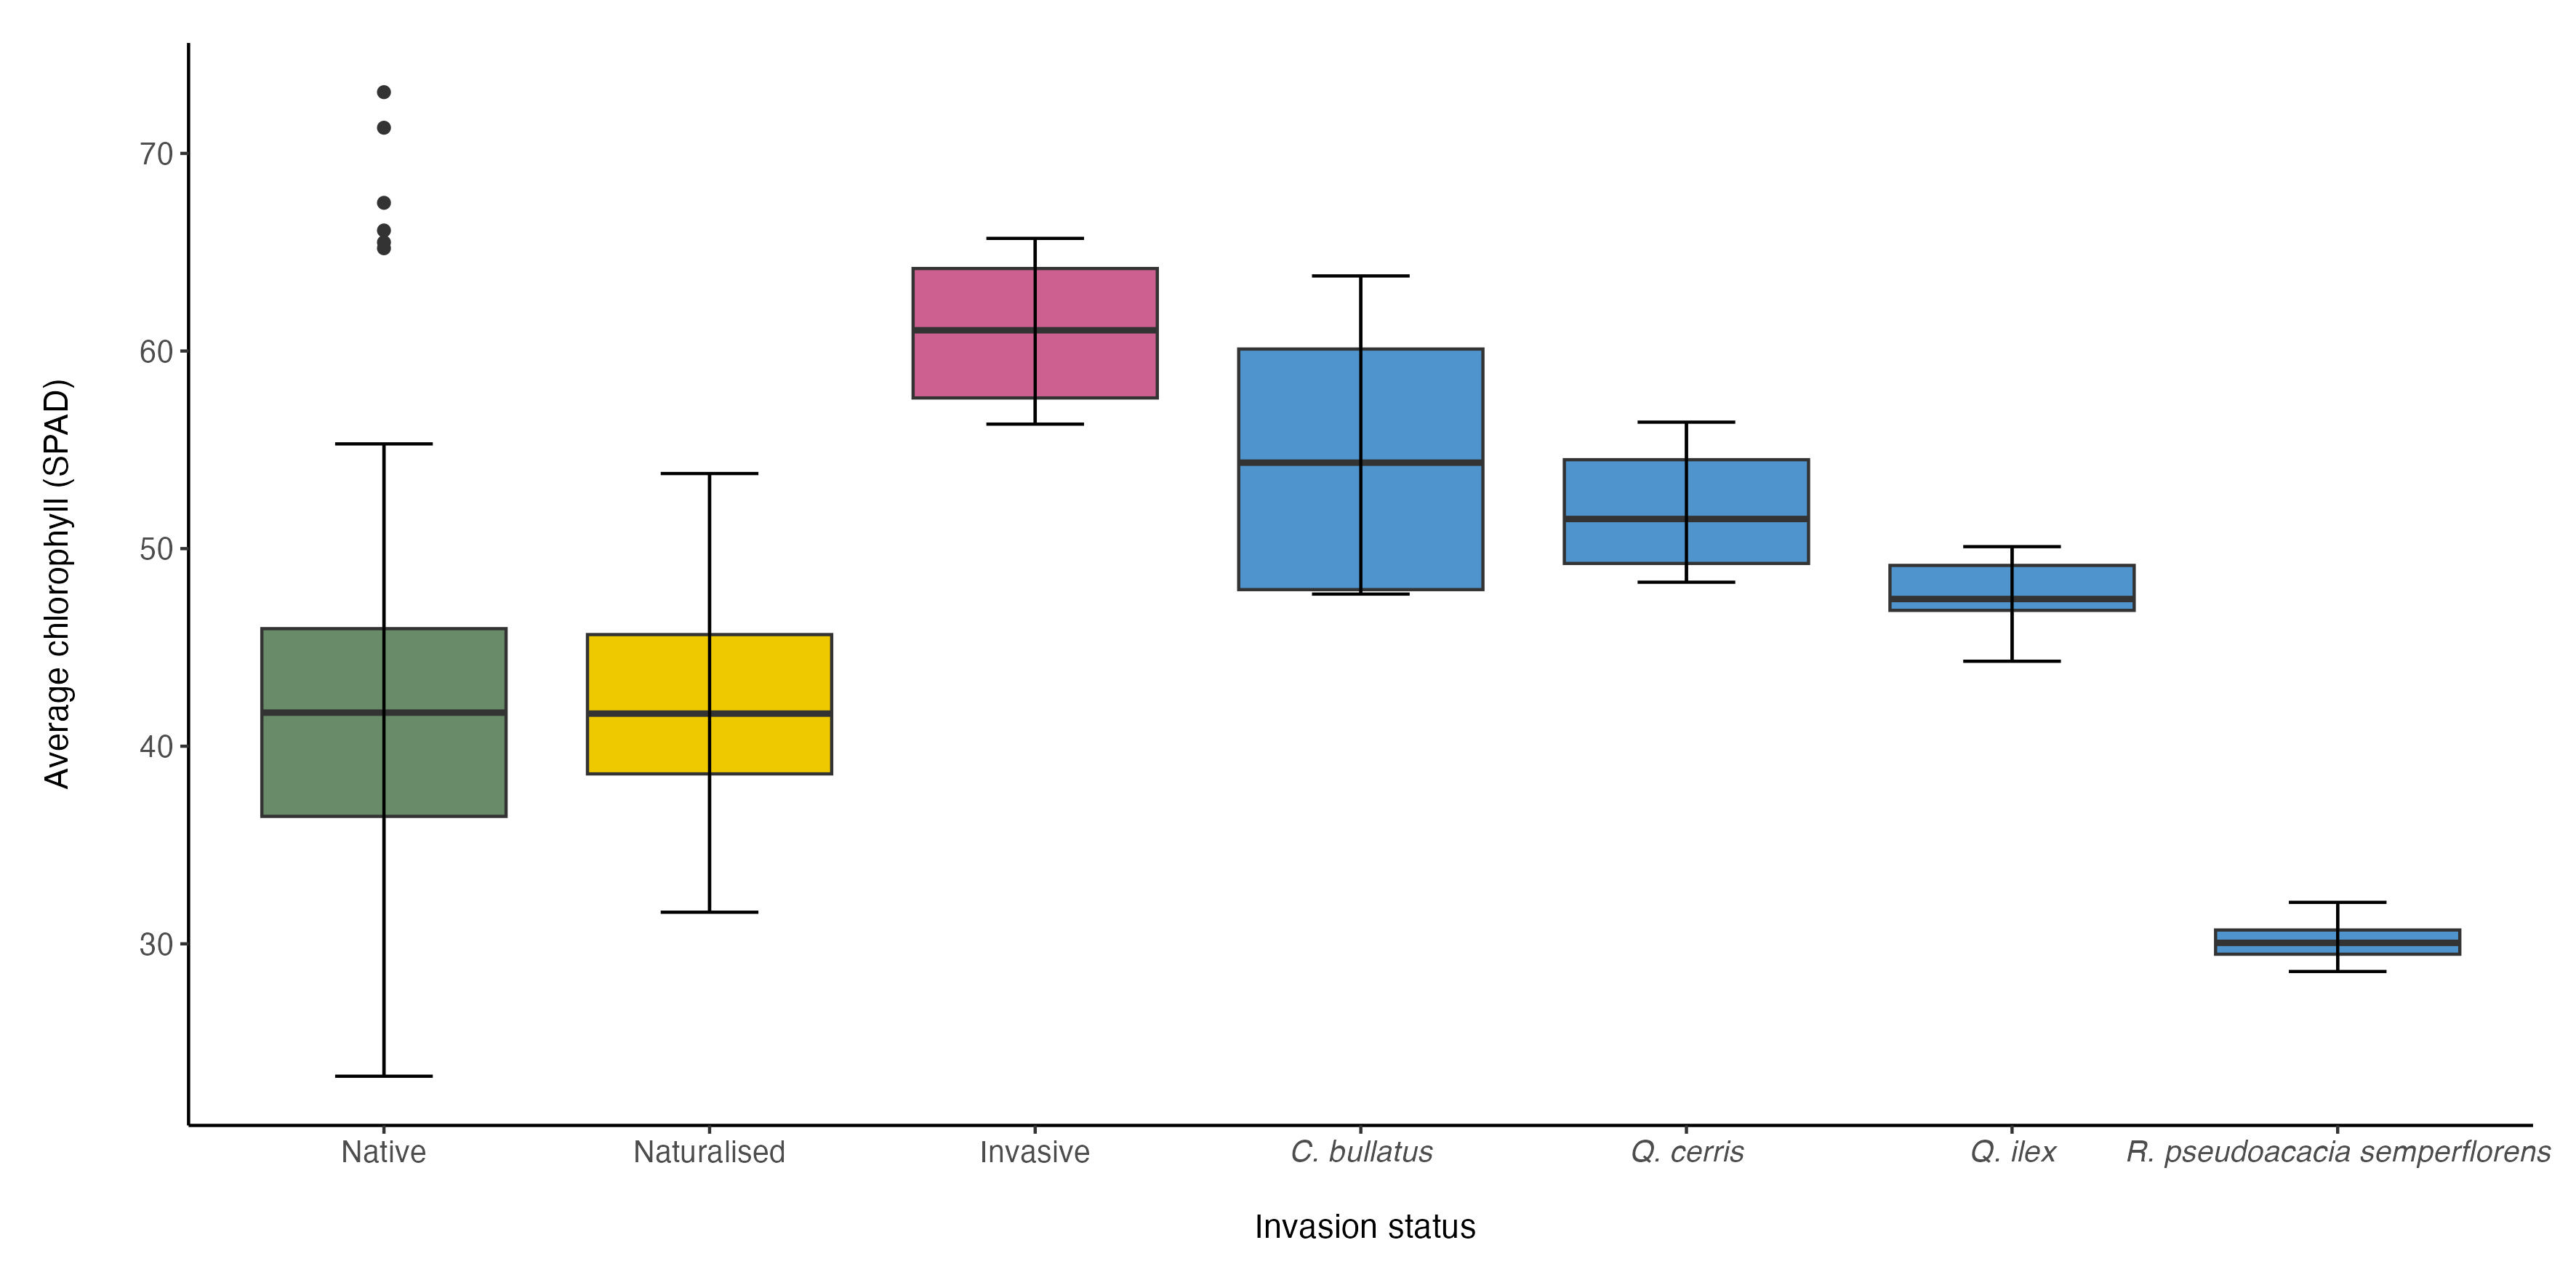 Average chlorophyll (SPAD)
70
60
50
40
30
Native Naturalised Invasive C. bullatus Q. cerris Q. ilex R. pseudoacacia semperflorens
Invasion status